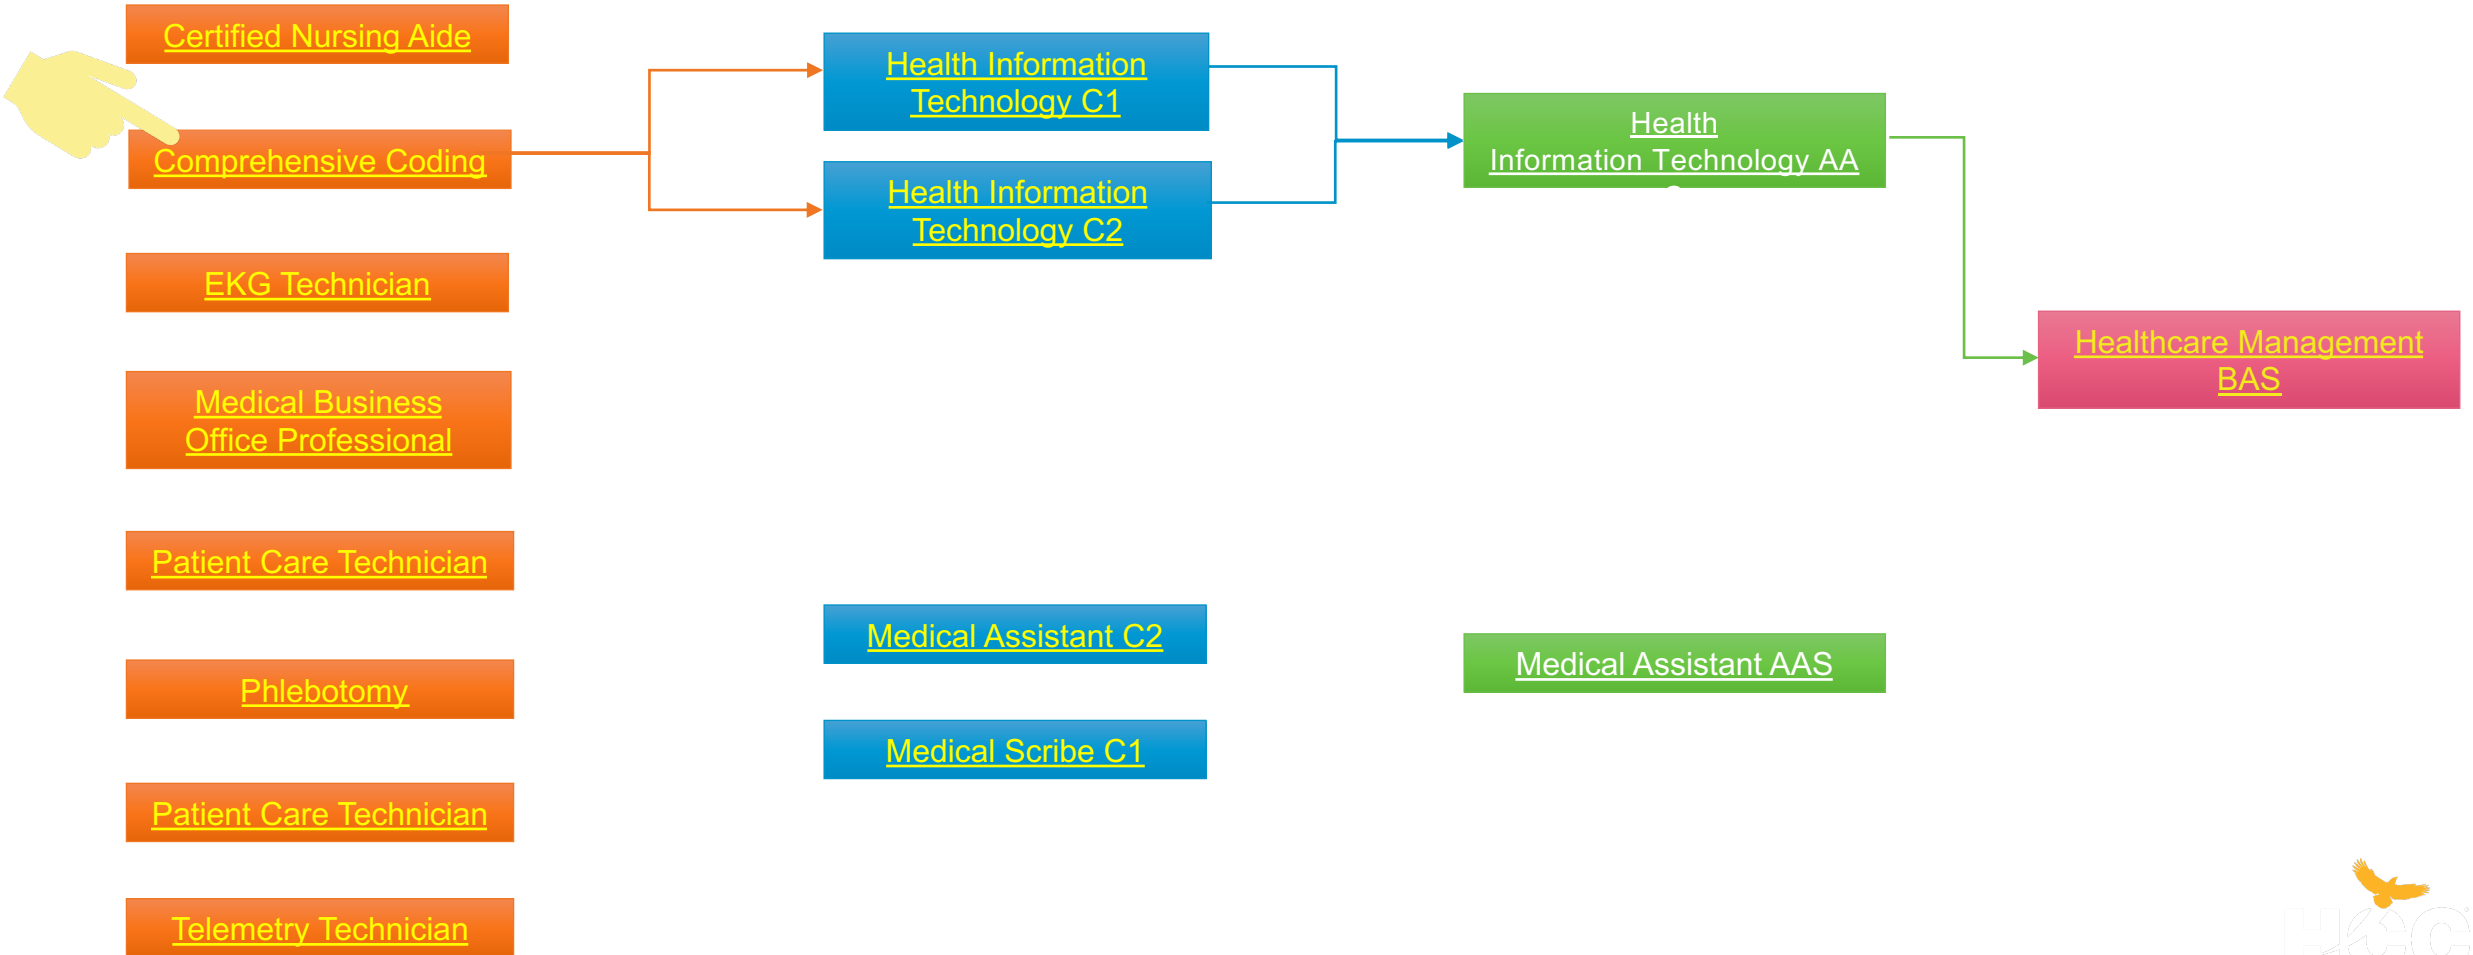 Certified Nursing Aide
Comprehensive Coding
EKG Technician
Medical Business
Office Professional
Patient Care Technician
Phlebotomy
Patient Care Technician
Telemetry Technician
Health Information
Technology C1
Health Information
Technology C2
Medical Assistant C2
Medical Scribe C1
Health
Information Technology AA
Medical Assistant AAS
Healthcare Management
BAS
HCC